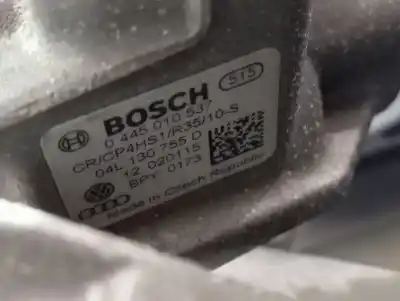 BOSCH 515
0 445 010 537
CR/CP4HS1/R35/10-S
04L 130 755 D
12 020115
BPY 0173
Made in Czech Republic